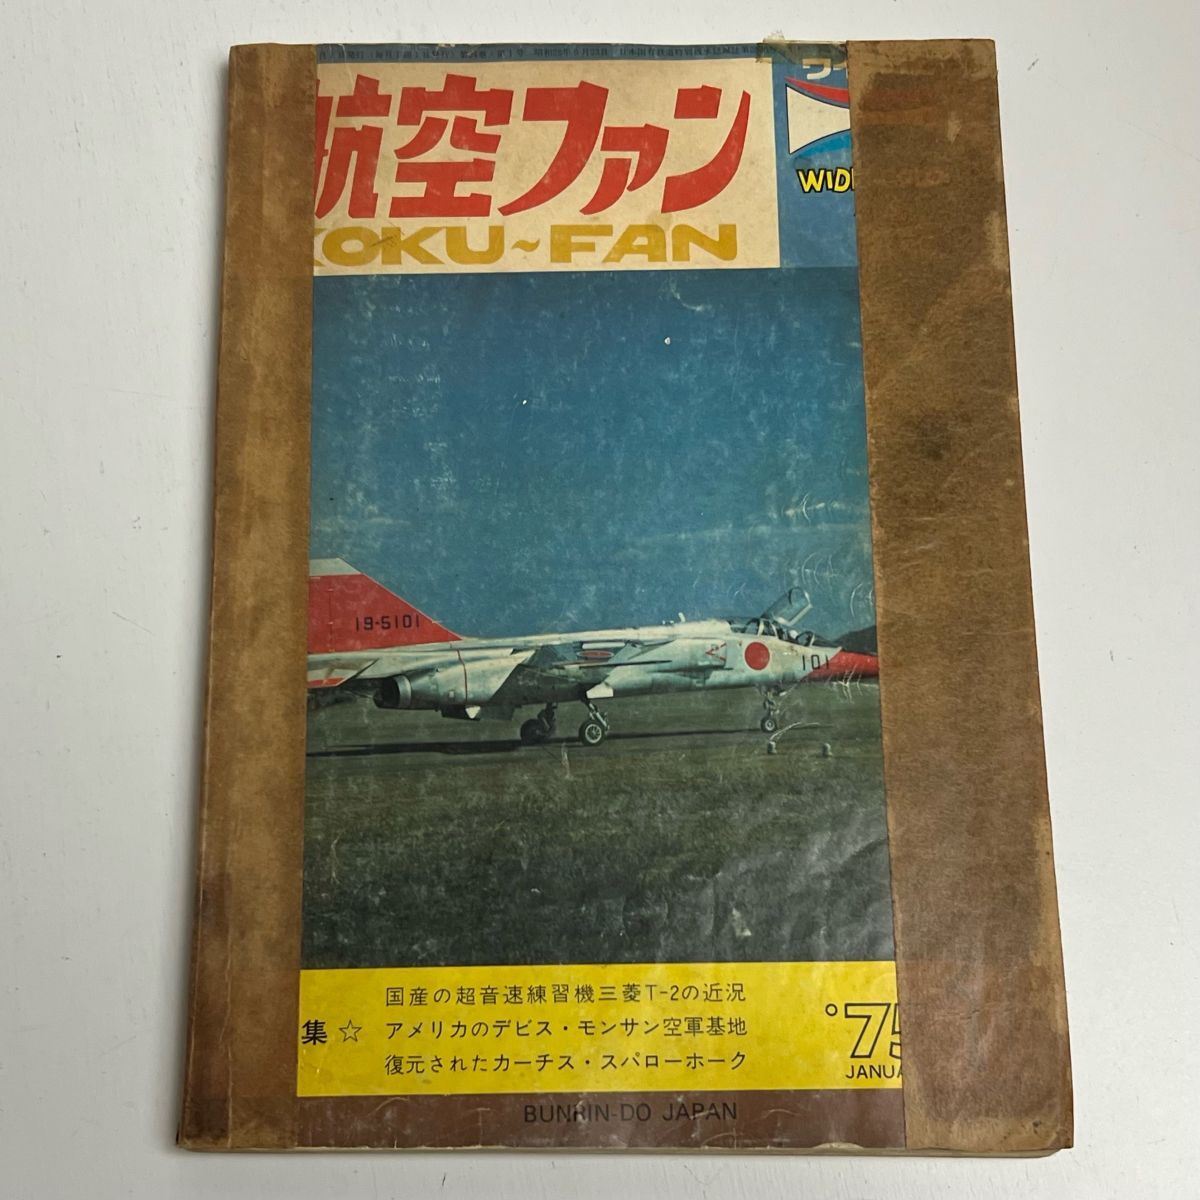 航空ファン
ワ
KOKU~FAN
WID
19-5101
101
国産の超音速練習機三菱T-2の近況
集☆ アメリカのデビス・モンサン空軍基地
復元されたカーチス・スパローホーク
'75
JANUA
BUNRIN-DO JAPAN